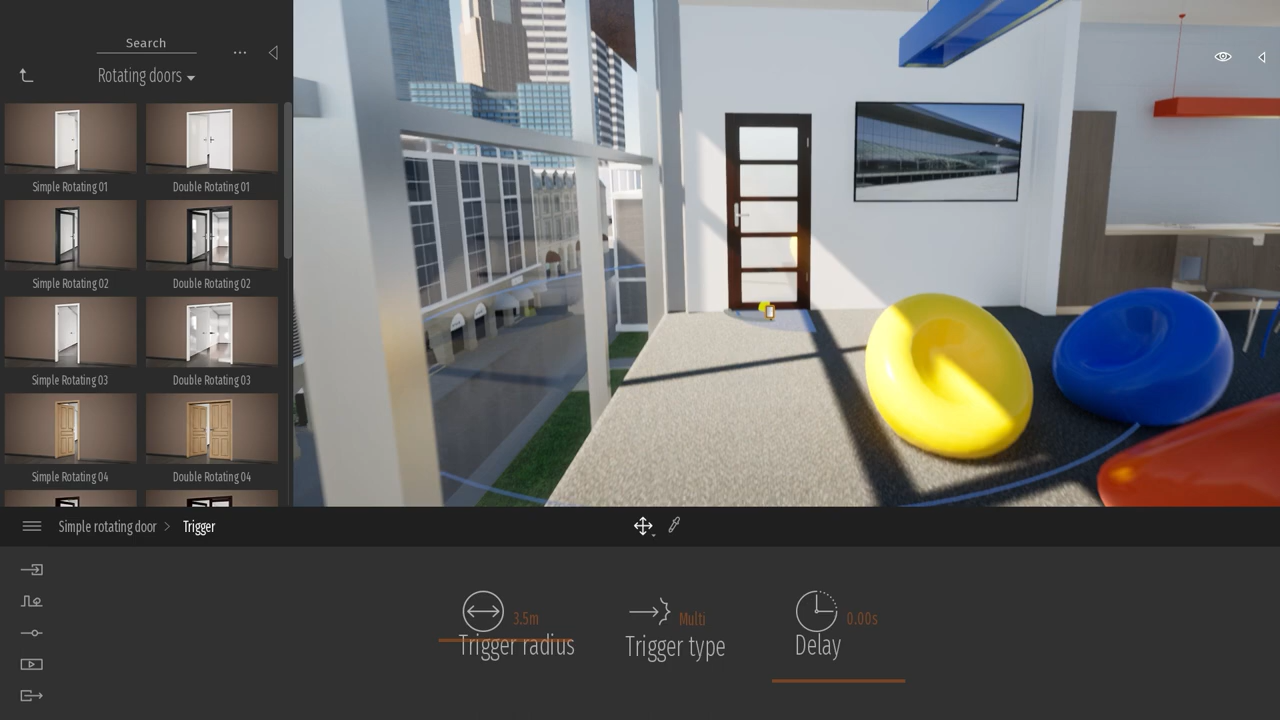 Search
...
Rotating doors
Simple Rotating 01
Double Rotating 01
Simple Rotating 02
Double Rotating 02
Simple Rotating 03
Double Rotating 03
Simple Rotating 04
Double Rotating 04
Simple rotating door > Trigger
3.5m
Trigger radius
Multi
Trigger type
0.00s
Delay